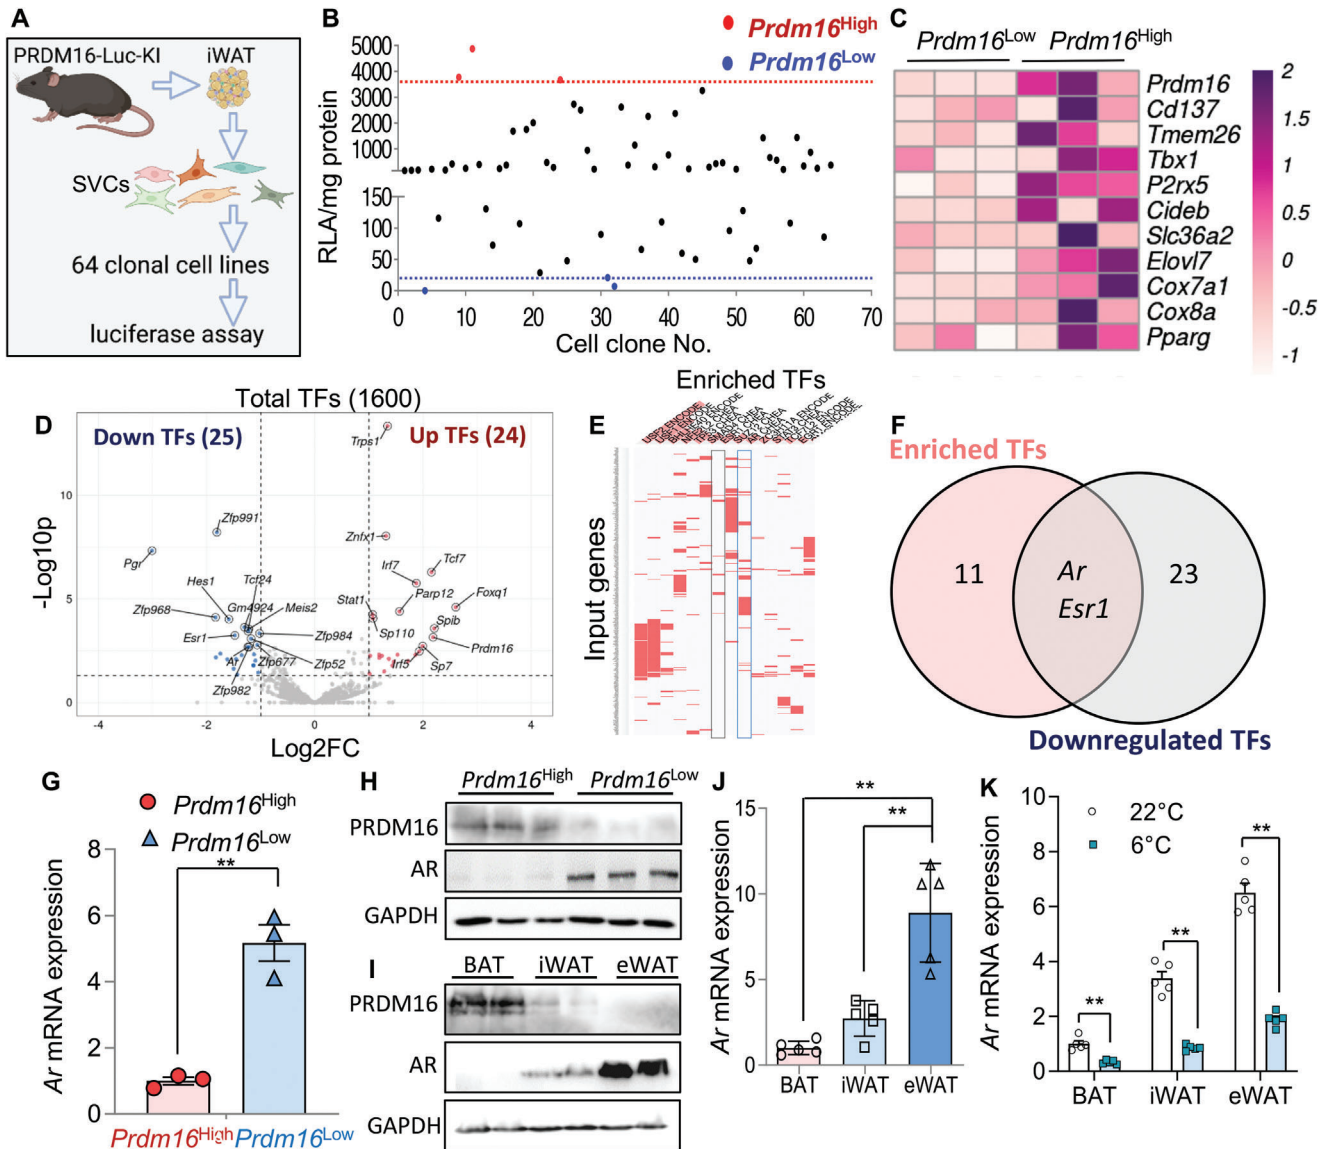 A
PRDM16-Luc-KI
iWAT
SVCs
64 clonal cell lines
luciferase assay
B
Prdm16High
Prdm16Low
5000
4000
3000
2000
1000
150
100
50
0
RLA/mg protein
0 10 20 30 40 50 60 70
Cell clone No.
C
Prdm16Low Prdm16High
Prdm16
Cd137
Tmem26
Tbx1
P2rx5
Cideb
Slc36a2
Elovl7
Cox7a1
Cox8a
Pparg
2
1.5
1
0.5
0
-0.5
-1
D
Total TFs (1600)
Down TFs (25)
Up TFs (24)
Trps1
Zfp991
Znfx1
Pgr
Tcf7
Irf7
Hes1
Tcf24
Parp12
Foxq1
Stat1
Zfp968
Gm4924
Meis2
Spib
Esr1
Zfp984
Sp110
Prdm16
Ar
Zfp677
Zfp52
Irf5
Sp7
Zfp982
10
5
0
-Log10p
-4 -2 0 2 4
Log2FC
E
Enriched TFs
Input genes
F
Enriched TFs
11
Ar
Esr1
23
Downregulated TFs
G
Prdm16High
Prdm16Low
**
8
6
4
2
0
Ar mRNA expression
Prdm16High Prdm16Low
H
Prdm16High Prdm16Low
PRDM16
AR
GAPDH
I
BAT iWAT eWAT
PRDM16
AR
GAPDH
J
**
**
15
10
5
0
Ar mRNA expression
BAT iWAT eWAT
K
22°C
6°C
**
**
**
10
8
6
4
2
0
Ar mRNA expression
BAT iWAT eWAT